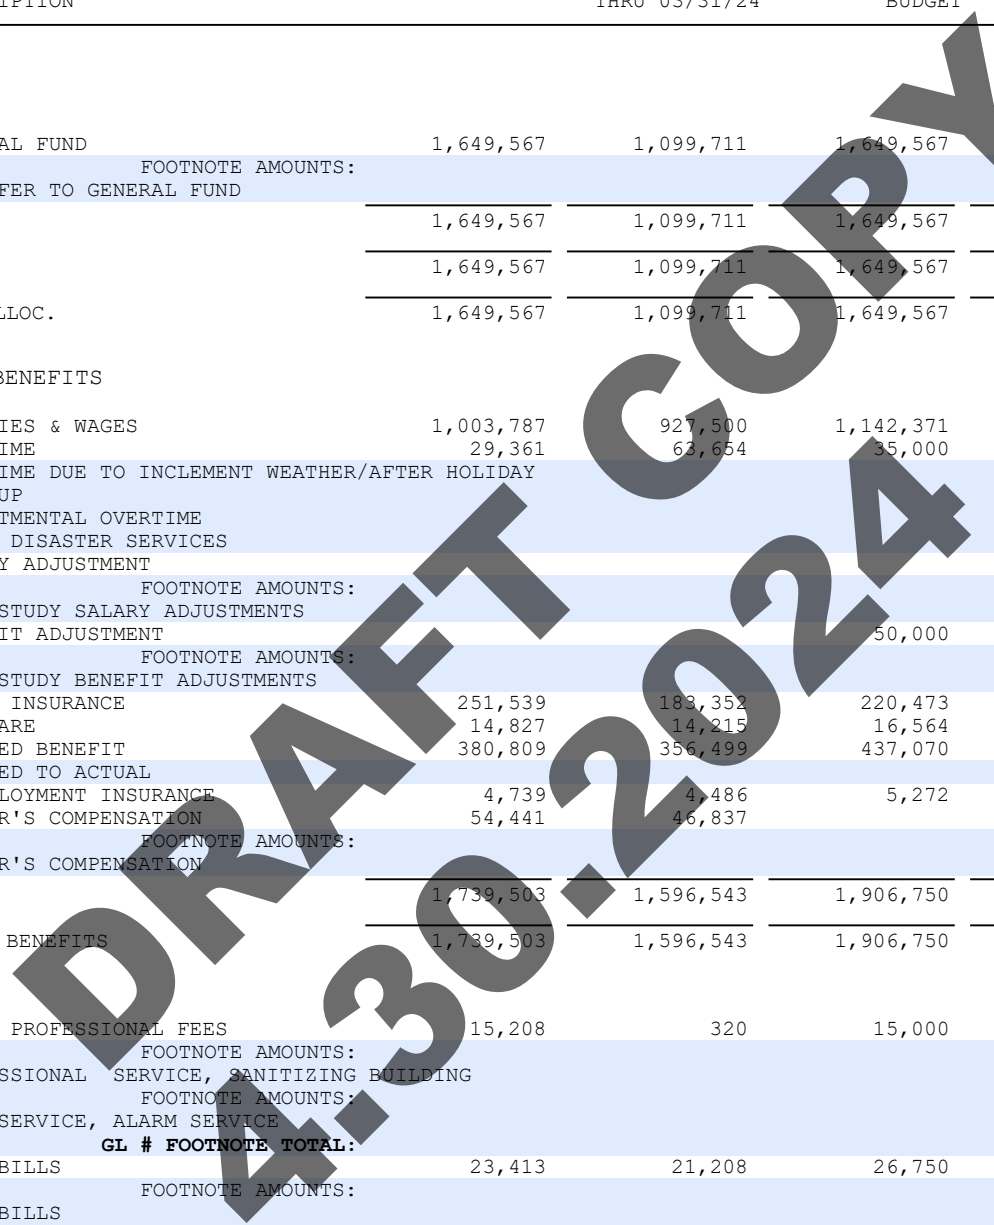 IPTION THRU 03/31/24 BUDGET
AL FUND 1,649,567 1,099,711 1,649,567
FOOTNOTE AMOUNTS:
FER TO GENERAL FUND
1,649,567 1,099,711 1,649,567
1,649,567 1,099,711 1,649,567
LLOC. 1,649,567 1,099,711 1,649,567
BENEFITS
IES & WAGES 1,003,787 927,500 1,142,371
IME 29,361 63,654 35,000
IME DUE TO INCLEMENT WEATHER/AFTER HOLIDAY
UP
TMENTAL OVERTIME
DISASTER SERVICES
Y ADJUSTMENT
FOOTNOTE AMOUNTS:
STUDY SALARY ADJUSTMENTS
IT ADJUSTMENT 50,000
FOOTNOTE AMOUNTS:
STUDY BENEFIT ADJUSTMENTS
INSURANCE 251,539 183,352 220,473
ARE 14,827 14,215 16,564
ED BENEFIT 380,809 356,499 437,070
ED TO ACTUAL
LOYMENT INSURANCE 4,739 4,486 5,272
R'S COMPENSATION 54,441 46,837
FOOTNOTE AMOUNTS:
R'S COMPENSATION
1,739,503 1,596,543 1,906,750
BENEFITS 1,739,503 1,596,543 1,906,750
PROFESSIONAL FEES 15,208 320 15,000
FOOTNOTE AMOUNTS:
SSIONAL SERVICE, SANITIZING BUILDING
FOOTNOTE AMOUNTS:
SERVICE, ALARM SERVICE
GL # FOOTNOTE TOTAL:
BILLS 23,413 21,208 26,750
FOOTNOTE AMOUNTS:
BILLS
DRAFT COPY
4.30.2024